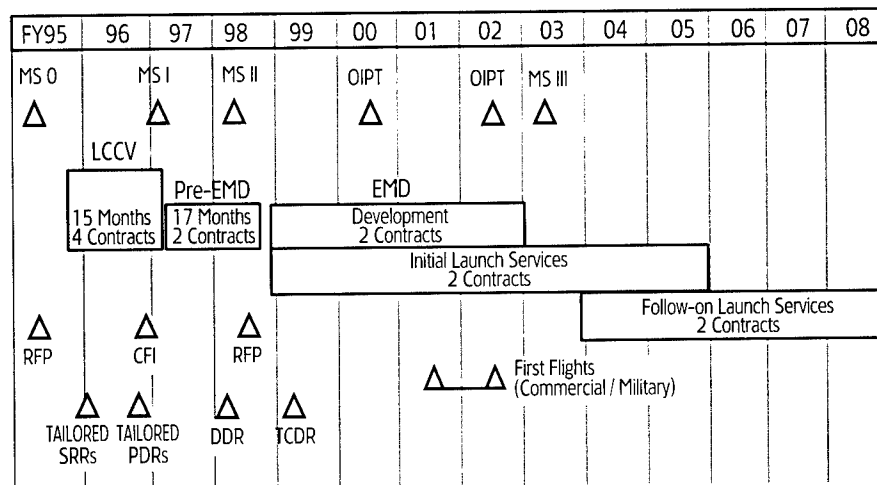 FY95 96 97 98 99 00 01 02 03 04 05 06 07 08
MS 0 MS I MS II OIPT OIPT MS III
LCCV
Pre-EMD EMD
15 Months 17 Months Development
4 Contracts 2 Contracts 2 Contracts
Initial Launch Services
2 Contracts
Follow-on Launch Services
2 Contracts
RFP CFI RFP
First Flights
(Commercial / Military)
TAILORED TAILORED DDR TCDR
SRRs PDRs